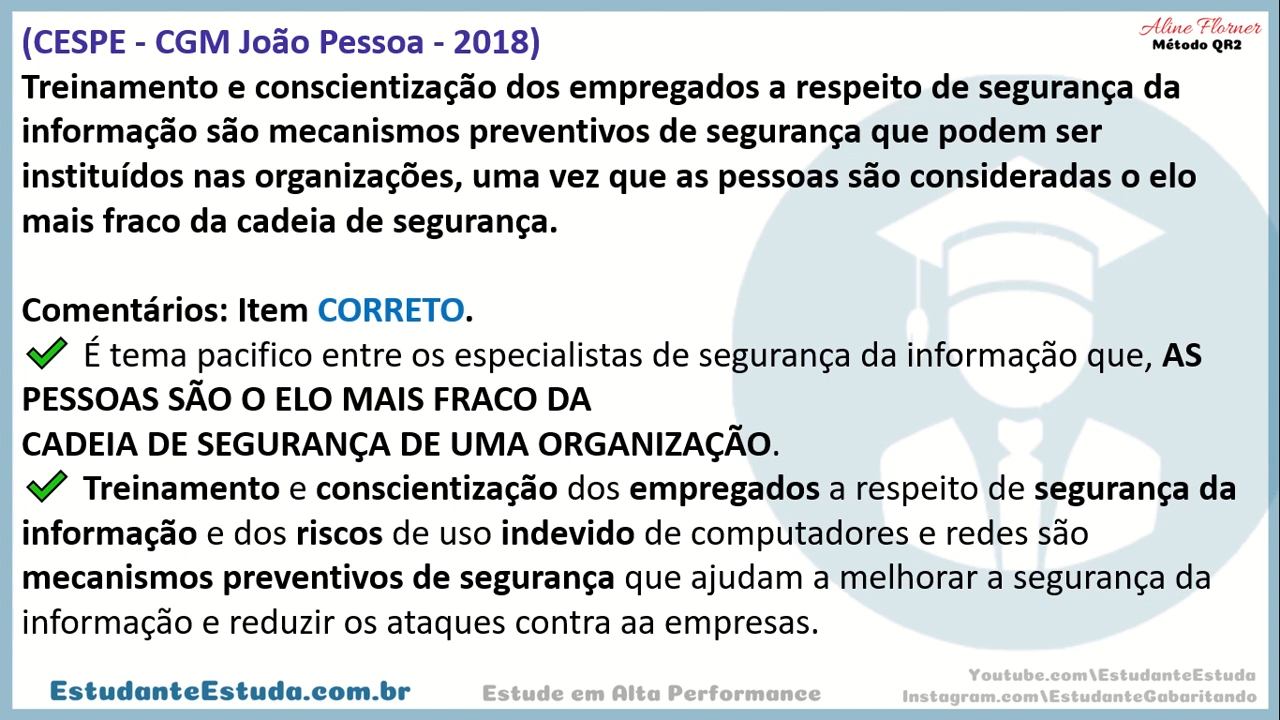 (CESPE - CGM João Pessoa - 2018)
Aline Florner
Método QR2
Treinamento e conscientização dos empregados a respeito de segurança da
informação são mecanismos preventivos de segurança que podem ser
instituídos nas organizações, uma vez que as pessoas são consideradas o elo
mais fraco da cadeia de segurança.
Comentários: Item CORRETO.
É tema pacifico entre os especialistas de segurança da informação que, AS
PESSOAS SÃO O ELO MAIS FRACO DA
CADEIA DE SEGURANÇA DE UMA ORGANIZAÇÃO.
Treinamento e conscientização dos empregados a respeito de segurança da
informação e dos riscos de uso indevido de computadores e redes são
mecanismos preventivos de segurança que ajudam a melhorar a segurança da
informação e reduzir os ataques contra aa empresas.
EstudanteEstuda.com.br
Estude em Alta Performance
Youtube.com\EstudanteEstuda
Instagram.com\EstudanteGabaritando